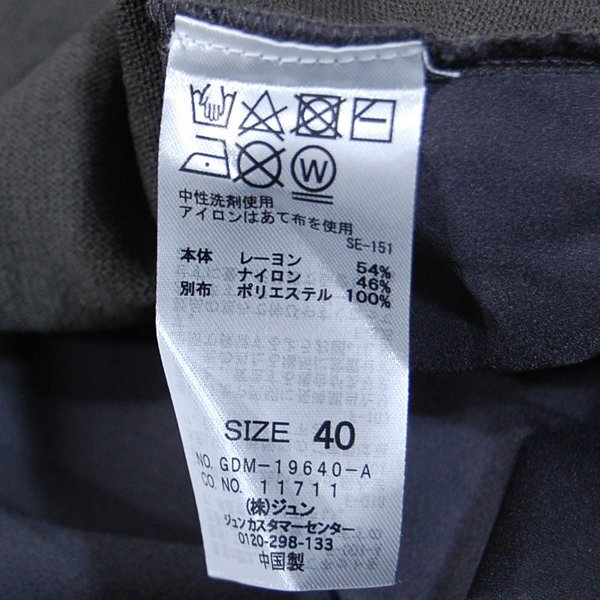 W
中性洗剤使用
アイロンはあて布を使用
SE-151
本体 レーヨン 54%
ナイロン 46%
別布 ポリエステル 100%
SIZE 40
NO. GDM-19640-A
CO. NO. 11711
(株)ジュン
ジュンカスタマーセンター
0120-298-133
中国製